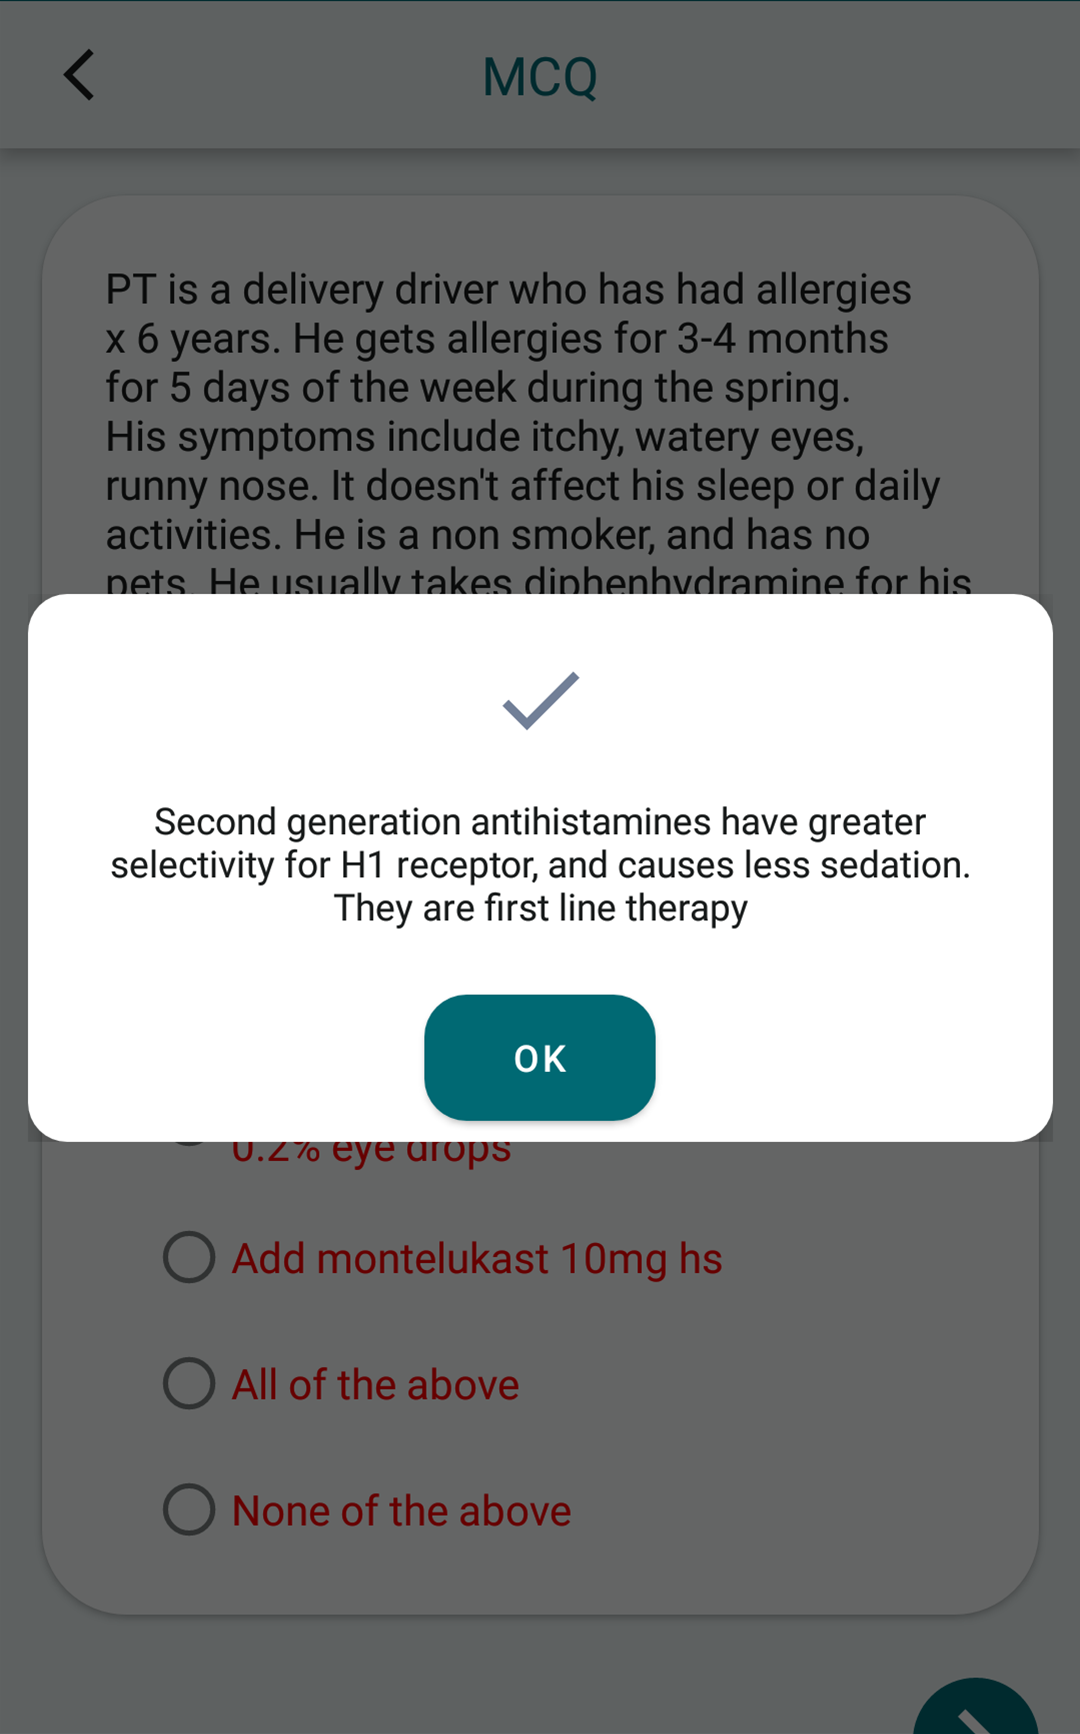 MCQ
PT is a delivery driver who has had allergies
x 6 years. He gets allergies for 3-4 months
for 5 days of the week during the spring.
His symptoms include itchy, watery eyes,
runny nose. It doesn't affect his sleep or daily
activities. He is a non smoker, and has no
pets. He usually takes diphenhydramine for his
Second generation antihistamines have greater
selectivity for H1 receptor, and causes less sedation.
They are first line therapy
OK
0.2% eye drops
Add montelukast 10mg hs
All of the above
None of the above